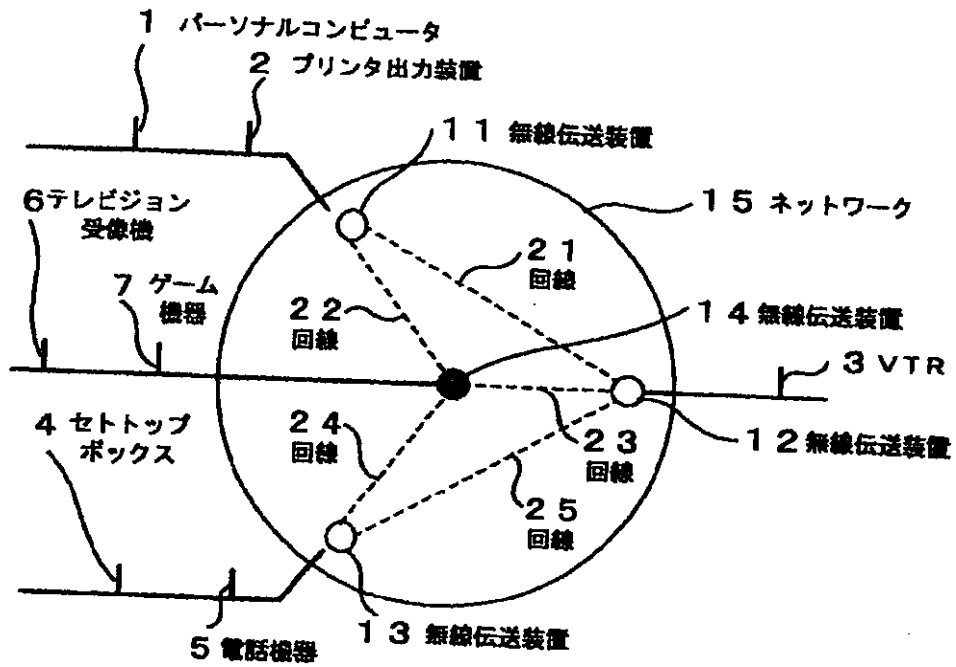 1 パーソナルコンピュータ
2 プリンタ出力装置
11 無線伝送装置
6テレビジョン
受像機
15 ネットワーク
7 ゲーム
機器
21
回線
22
回線
14無線伝送装置
3 VTR
4 セトトップ
ボックス
24
回線
23
回線
12無線伝送装置
25
回線
5 電話機器
13 無線伝送装置